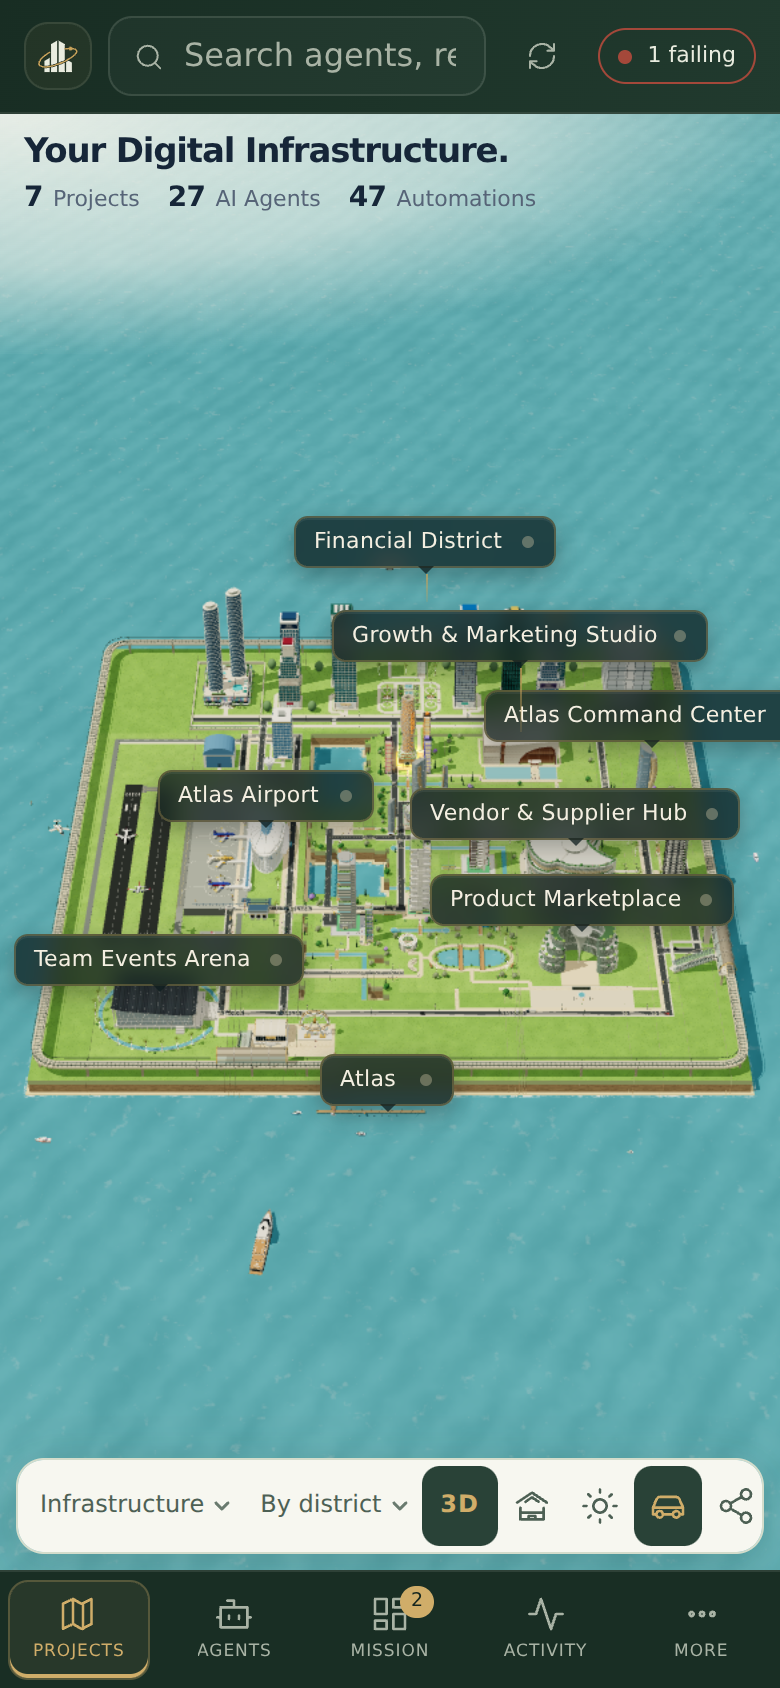 Search agents, re
1 failing
Your Digital Infrastructure.
7 Projects 27 AI Agents 47 Automations
Financial District
Growth & Marketing Studio
Atlas Command Center
Atlas Airport
Vendor & Supplier Hub
Product Marketplace
Team Events Arena
Atlas
Infrastructure By district 3D
2
PROJECTS AGENTS MISSION ACTIVITY MORE